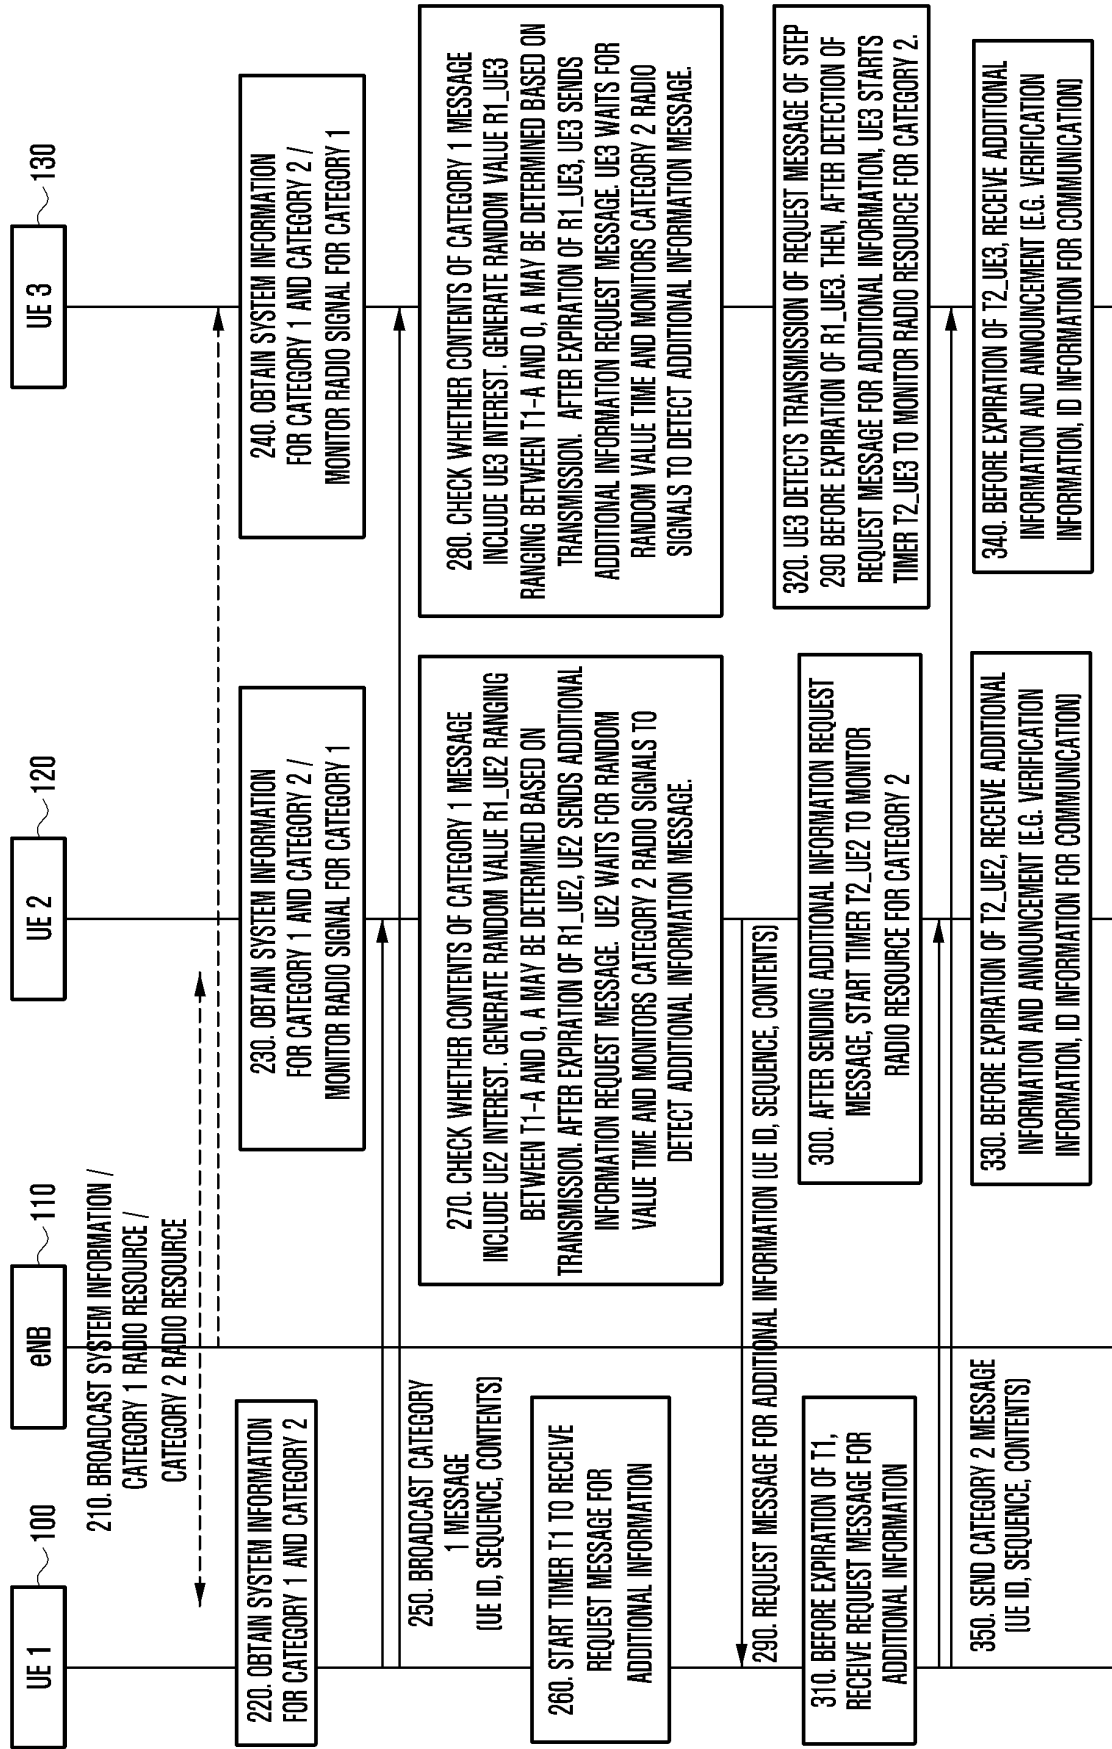 UE 1
100
eNB
110
UE 2
120
UE 3
130
210. BROADCAST SYSTEM INFORMATION /
CATEGORY 1 RADIO RESOURCE /
CATEGORY 2 RADIO RESOURCE
220. OBTAIN SYSTEM INFORMATION
FOR CATEGORY 1 AND CATEGORY 2
230. OBTAIN SYSTEM INFORMATION
FOR CATEGORY 1 AND CATEGORY 2 /
MONITOR RADIO SIGNAL FOR CATEGORY 1
240. OBTAIN SYSTEM INFORMATION
FOR CATEGORY 1 AND CATEGORY 2 /
MONITOR RADIO SIGNAL FOR CATEGORY 1
250. BROADCAST CATEGORY
1 MESSAGE
(UE ID, SEQUENCE, CONTENTS)
260. START TIMER T1 TO RECEIVE
REQUEST MESSAGE FOR
ADDITIONAL INFORMATION
270. CHECK WHETHER CONTENTS OF CATEGORY 1 MESSAGE
INCLUDE UE2 INTEREST. GENERATE RANDOM VALUE R1_UE2 RANGING
BETWEEN T1-A AND 0, A MAY BE DETERMINED BASED ON
TRANSMISSION. AFTER EXPIRATION OF R1_UE2, UE2 SENDS ADDITIONAL
INFORMATION REQUEST MESSAGE. UE2 WAITS FOR RANDOM
VALUE TIME AND MONITORS CATEGORY 2 RADIO SIGNALS TO
DETECT ADDITIONAL INFORMATION MESSAGE.
280. CHECK WHETHER CONTENTS OF CATEGORY 1 MESSAGE
INCLUDE UE3 INTEREST. GENERATE RANDOM VALUE R1_UE3
RANGING BETWEEN T1-A AND 0, A MAY BE DETERMINED BASED ON
TRANSMISSION. AFTER EXPIRATION OF R1_UE3, UE3 SENDS
ADDITIONAL INFORMATION REQUEST MESSAGE. UE3 WAITS FOR
RANDOM VALUE TIME AND MONITORS CATEGORY 2 RADIO
SIGNALS TO DETECT ADDITIONAL INFORMATION MESSAGE.
290. REQUEST MESSAGE FOR ADDITIONAL INFORMATION (UE ID, SEQUENCE, CONTENTS)
300. AFTER SENDING ADDITIONAL INFORMATION REQUEST
MESSAGE, START TIMER T2_UE2 TO MONITOR
RADIO RESOURCE FOR CATEGORY 2
310. BEFORE EXPIRATION OF T1,
RECEIVE REQUEST MESSAGE FOR
ADDITIONAL INFORMATION
320. UE3 DETECTS TRANSMISSION OF REQUEST MESSAGE OF STEP
290 BEFORE EXPIRATION OF R1_UE3. THEN, AFTER DETECTION OF
REQUEST MESSAGE FOR ADDITIONAL INFORMATION, UE3 STARTS
TIMER T2_UE3 TO MONITOR RADIO RESOURCE FOR CATEGORY 2.
350. SEND CATEGORY 2 MESSAGE
(UE ID, SEQUENCE, CONTENTS)
330. BEFORE EXPIRATION OF T2_UE2, RECEIVE ADDITIONAL
INFORMATION AND ANNOUNCEMENT (E.G. VERIFICATION
INFORMATION, ID INFORMATION FOR COMMUNICATION)
340. BEFORE EXPIRATION OF T2_UE3, RECEIVE ADDITIONAL
INFORMATION AND ANNOUNCEMENT (E.G. VERIFICATION
INFORMATION, ID INFORMATION FOR COMMUNICATION)